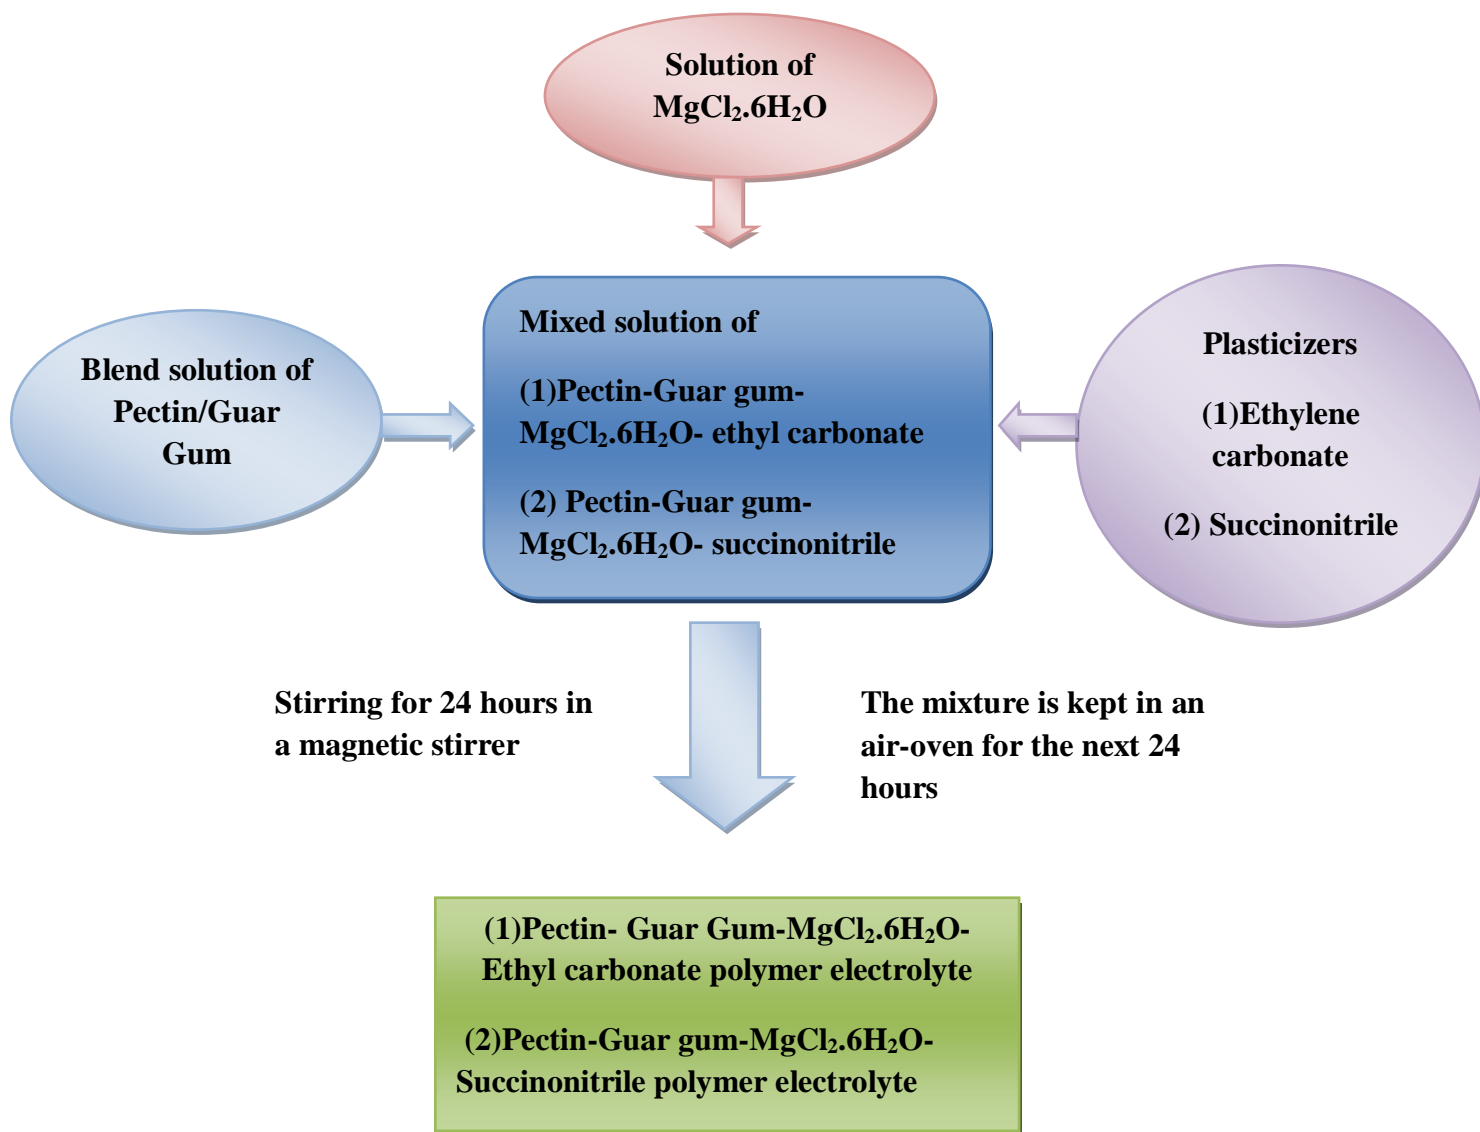 Solution of
MgCl₂.6H₂O
Blend solution of
Pectin/Guar
Gum
Mixed solution of
(1)Pectin-Guar gum-
MgCl₂.6H₂O- ethyl carbonate
(2) Pectin-Guar gum-
MgCl₂.6H₂O- succinonitrile
Plasticizers
(1)Ethylene
carbonate
(2) Succinonitrile
Stirring for 24 hours in
a magnetic stirrer
The mixture is kept in an
air-oven for the next 24
hours
(1)Pectin- Guar Gum-MgCl₂.6H₂O-
Ethyl carbonate polymer electrolyte
(2)Pectin-Guar gum-MgCl₂.6H₂O-
Succinonitrile polymer electrolyte